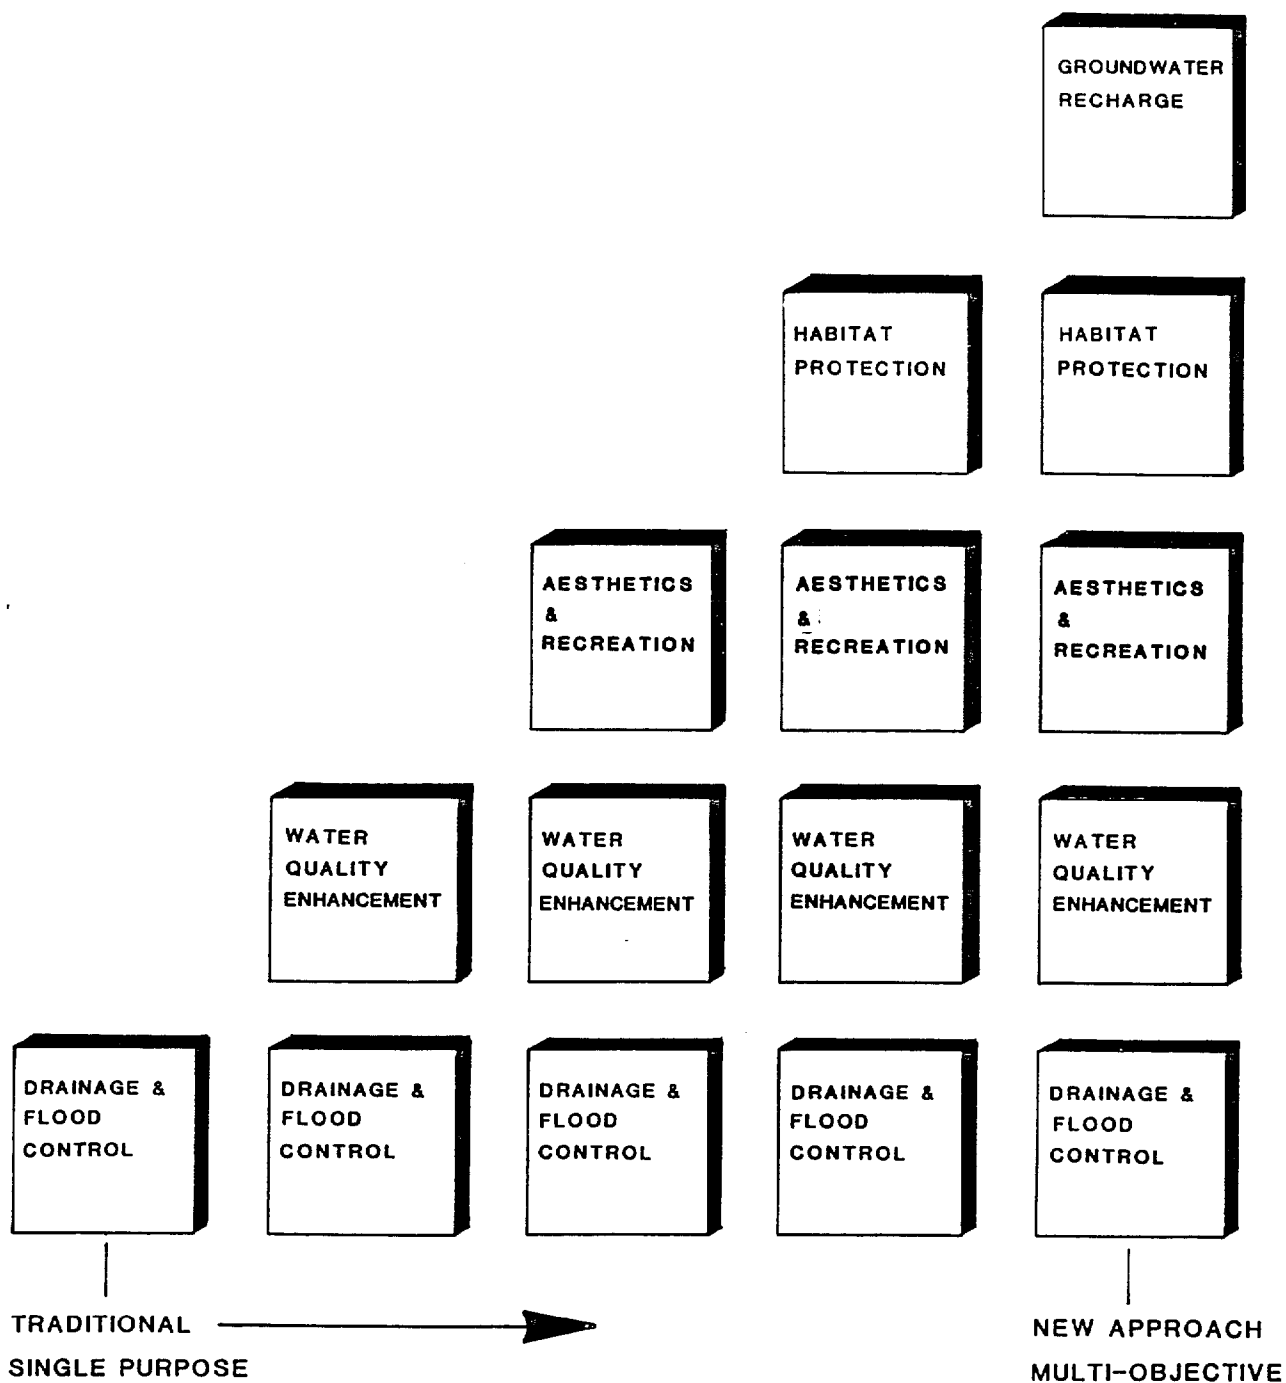 GROUNDWATER
RECHARGE
HABITAT
PROTECTION
HABITAT
PROTECTION
AESTHETICS
&
RECREATION
AESTHETICS
&
RECREATION
AESTHETICS
&
RECREATION
WATER
QUALITY
ENHANCEMENT
WATER
QUALITY
ENHANCEMENT
WATER
QUALITY
ENHANCEMENT
WATER
QUALITY
ENHANCEMENT
DRAINAGE &
FLOOD
CONTROL
DRAINAGE &
FLOOD
CONTROL
DRAINAGE &
FLOOD
CONTROL
DRAINAGE &
FLOOD
CONTROL
DRAINAGE &
FLOOD
CONTROL
TRADITIONAL
SINGLE PURPOSE
NEW APPROACH
MULTI-OBJECTIVE